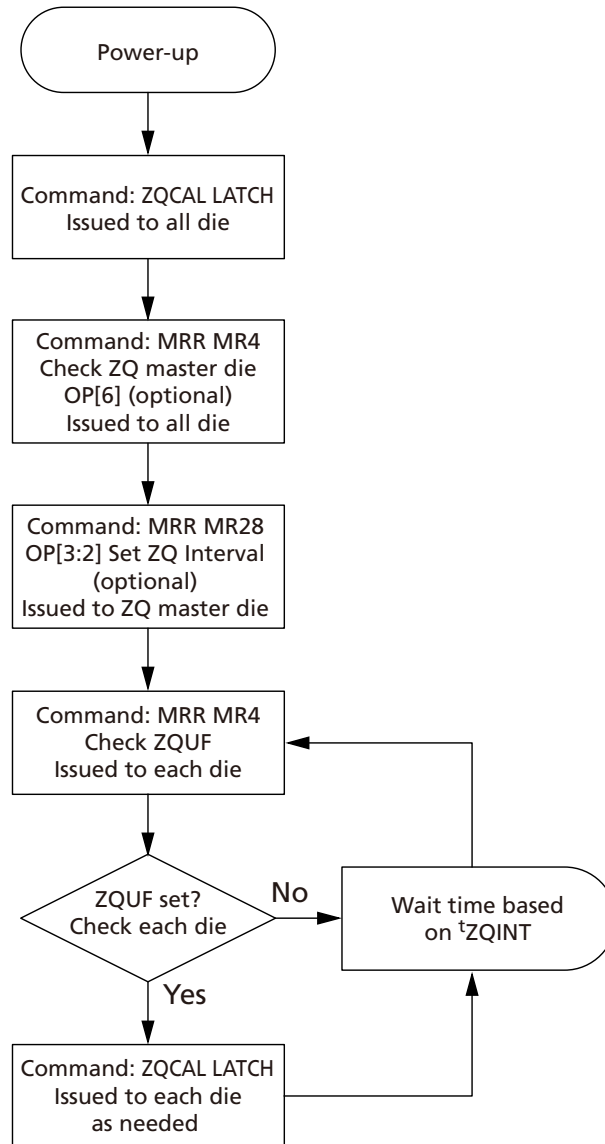 Power-up
Command: ZQCAL LATCH
Issued to all die
Command: MRR MR4
Check ZQ master die
OP[6] (optional)
Issued to all die
Command: MRR MR28
OP[3:2] Set ZQ Interval
(optional)
Issued to ZQ master die
Command: MRR MR4
Check ZQUF
Issued to each die
ZQUF set?
Check each die
No
Wait time based
on tZQINT
Yes
Command: ZQCAL LATCH
Issued to each die
as needed